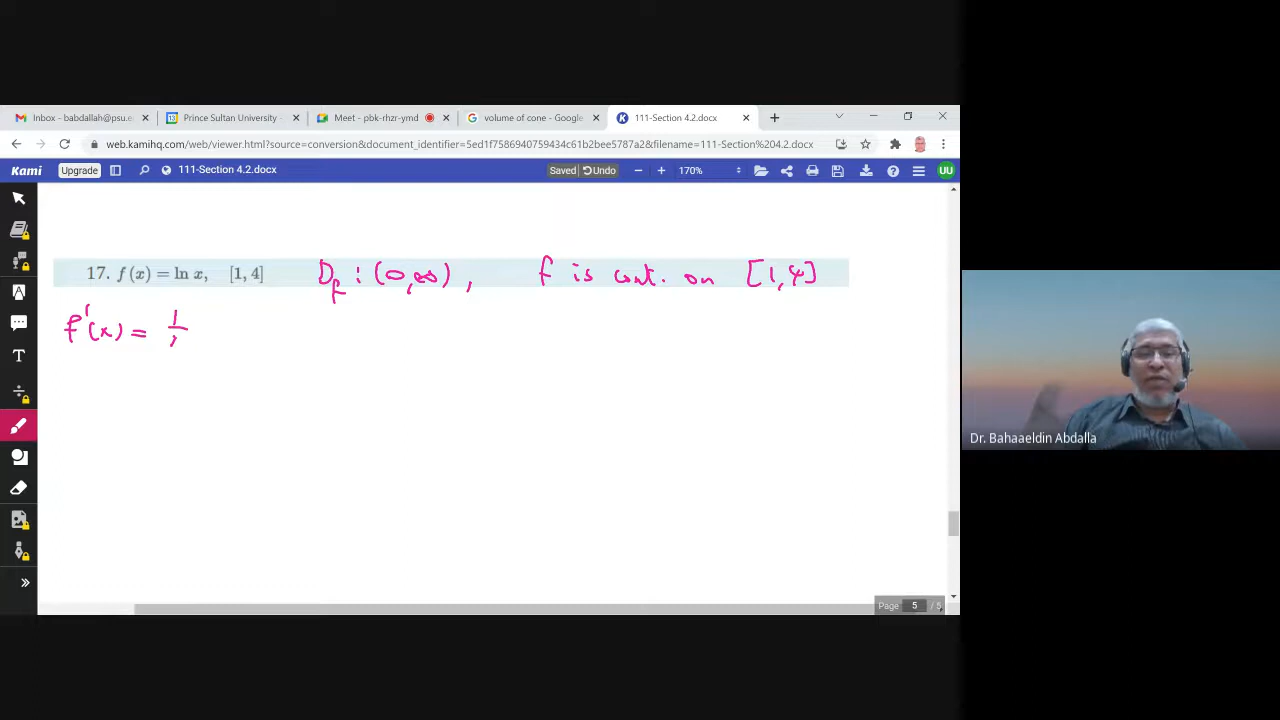 Inbox - babdallah@psu.e
Prince Sultan University -
Meet - pbk-rhzr-ymd
volume of cone - Google
111-Section 4.2.docx
web.kamihq.com/web/viewer.html?source=conversion&document_identifier=5ed1f7586940759434c61b2bee5787a2&filename=111-Section%204.2.docx
Kami Upgrade 111-Section 4.2.docx Saved Undo 170% UU
17. f (x) = ln x, [1, 4] Df : (0,∞), f is cont. on [1,4]
f'(x) = 1/
Dr. Bahaaeldin Abdalla
Page 5 / 5